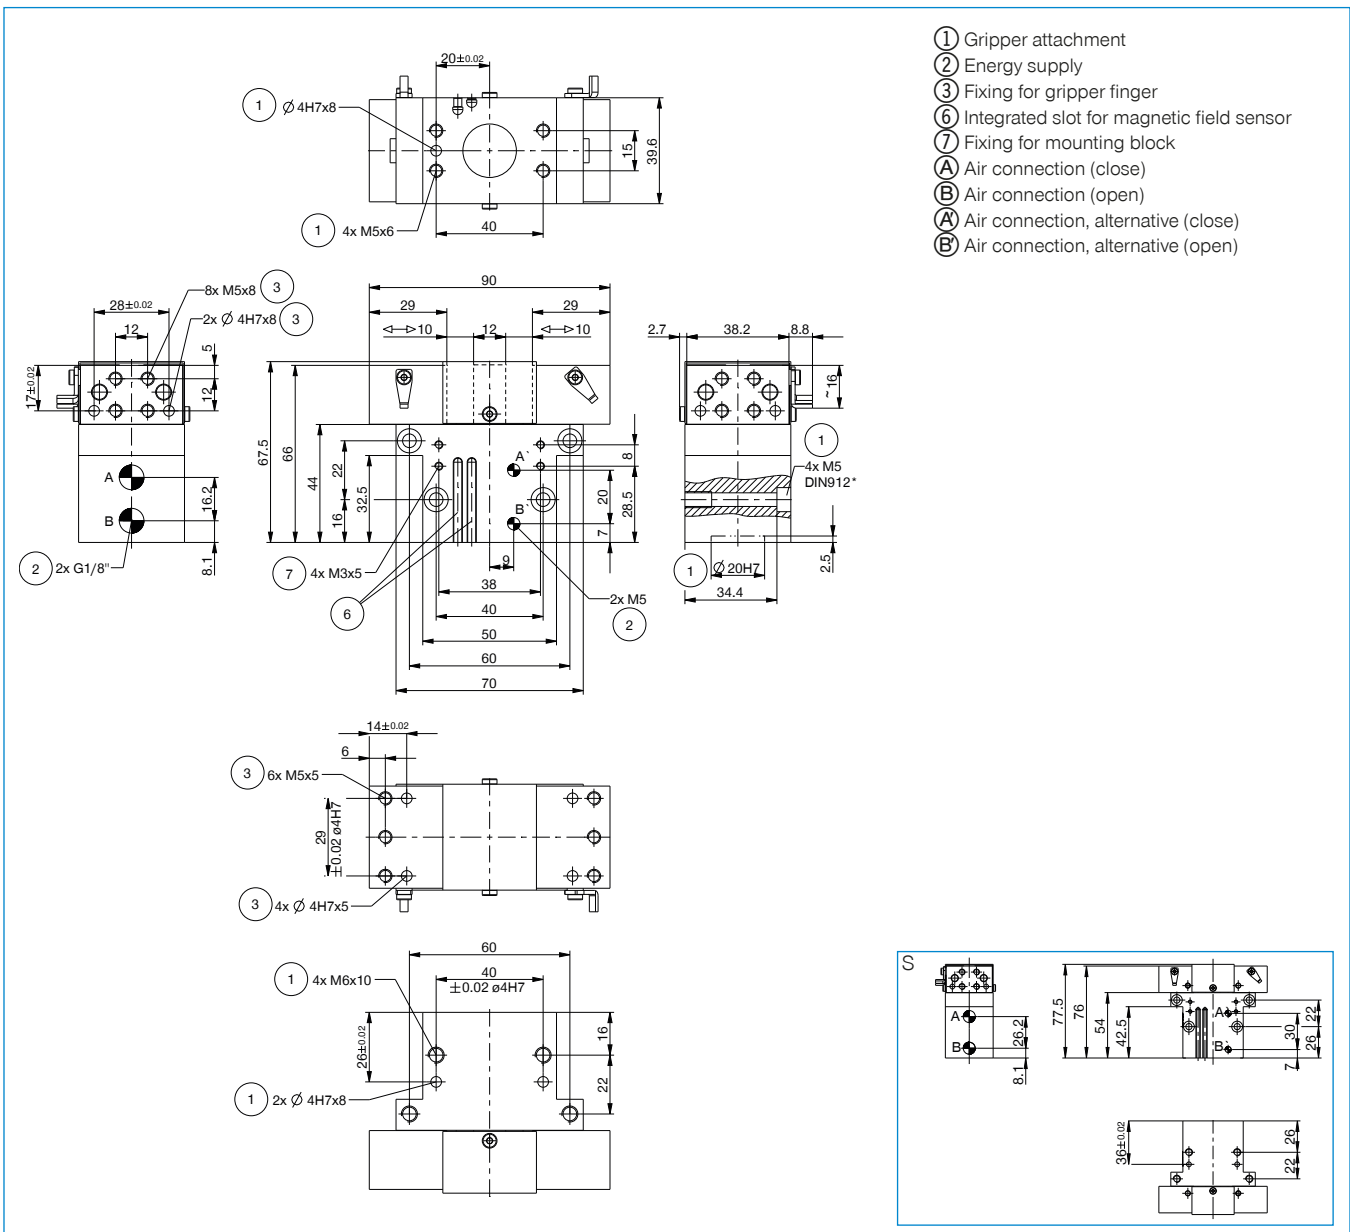 ① Gripper attachment
② Energy supply
③ Fixing for gripper finger
⑥ Integrated slot for magnetic field sensor
⑦ Fixing for mounting block
Ⓐ Air connection (close)
Ⓑ Air connection (open)
A' Air connection, alternative (close)
B' Air connection, alternative (open)
20±0.02
1 Ø 4H7x8
15
39.6
40
1 4x M5x6
8x M5x8 3
28±0.02
2x Ø 4H7x8 3
12
5
17±0.02
12
A
B
16.2
8.1
2 2x G1/8"
90
29
29
10
12
10
67.5
66
44
22
16
32.5
A`
B`
8
20
28.5
7
9
7 4x M3x5
6
38
40
50
60
70
2x M5
2
2.7
38.2
8.8
~16
1
4x M5
DIN912*
1 Ø 20H7
2.5
34.4
14±0.02
6
3 6x M5x5
29
±0.02 ø4H7
3 4x Ø 4H7x5
60
1 4x M6x10
40
±0.02 ø4H7
26±0.02
16
22
1 2x Ø 4H7x8
S
A
B
26.2
8.1
77.5
76
54
42.5
A`
B`
22
30
26
7
36±0.02
26
22